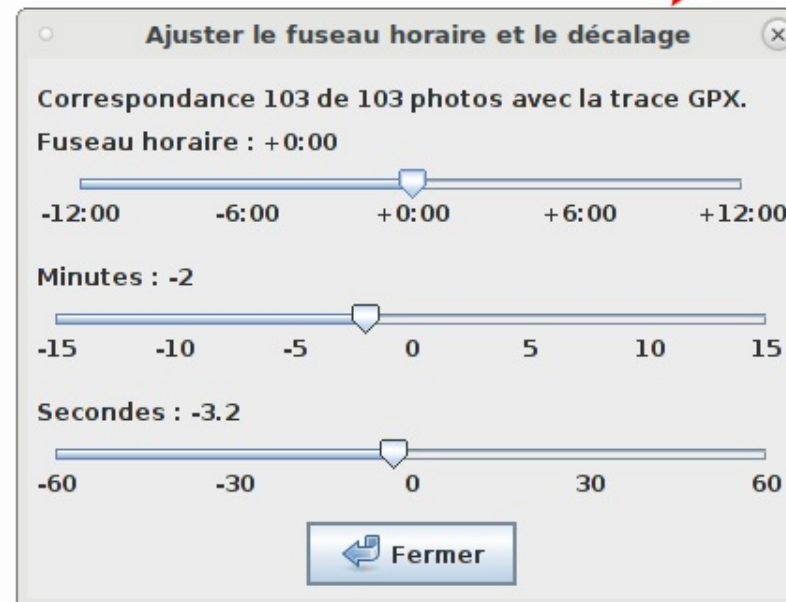 Ajuster le fuseau horaire et le décalage
Correspondance 103 de 103 photos avec la trace GPX.
Fuseau horaire : +0:00
-12:00 -6:00 +0:00 +6:00 +12:00
Minutes : -2
-15 -10 -5 0 5 10 15
Secondes : -3.2
-60 -30 0 30 60
Fermer